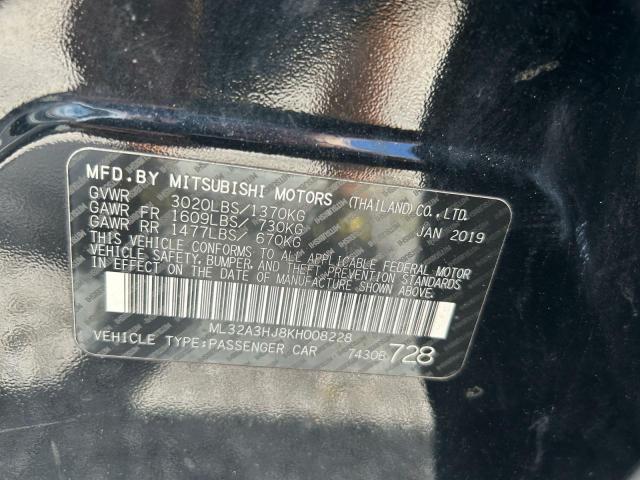 MFD.BY MITSUBISHI MOTORS (THAILAND) CO., LTD.
GVWR 3020LBS/1370KG JAN 2019
GAWR FR 1609LBS/ 730KG
GAWR RR 1477LBS/ 670KG
THIS VEHICLE CONFORMS TO ALL APPLICABLE FEDERAL MOTOR
VEHICLE SAFETY, BUMPER, AND THEFT PREVENTION STANDARDS
IN EFFECT ON THE DATE OF MANUFACTURE SHOWN ABOVE.
ML32A3HJ8KH008228
VEHICLE TYPE:PASSENGER CAR 7430B 728